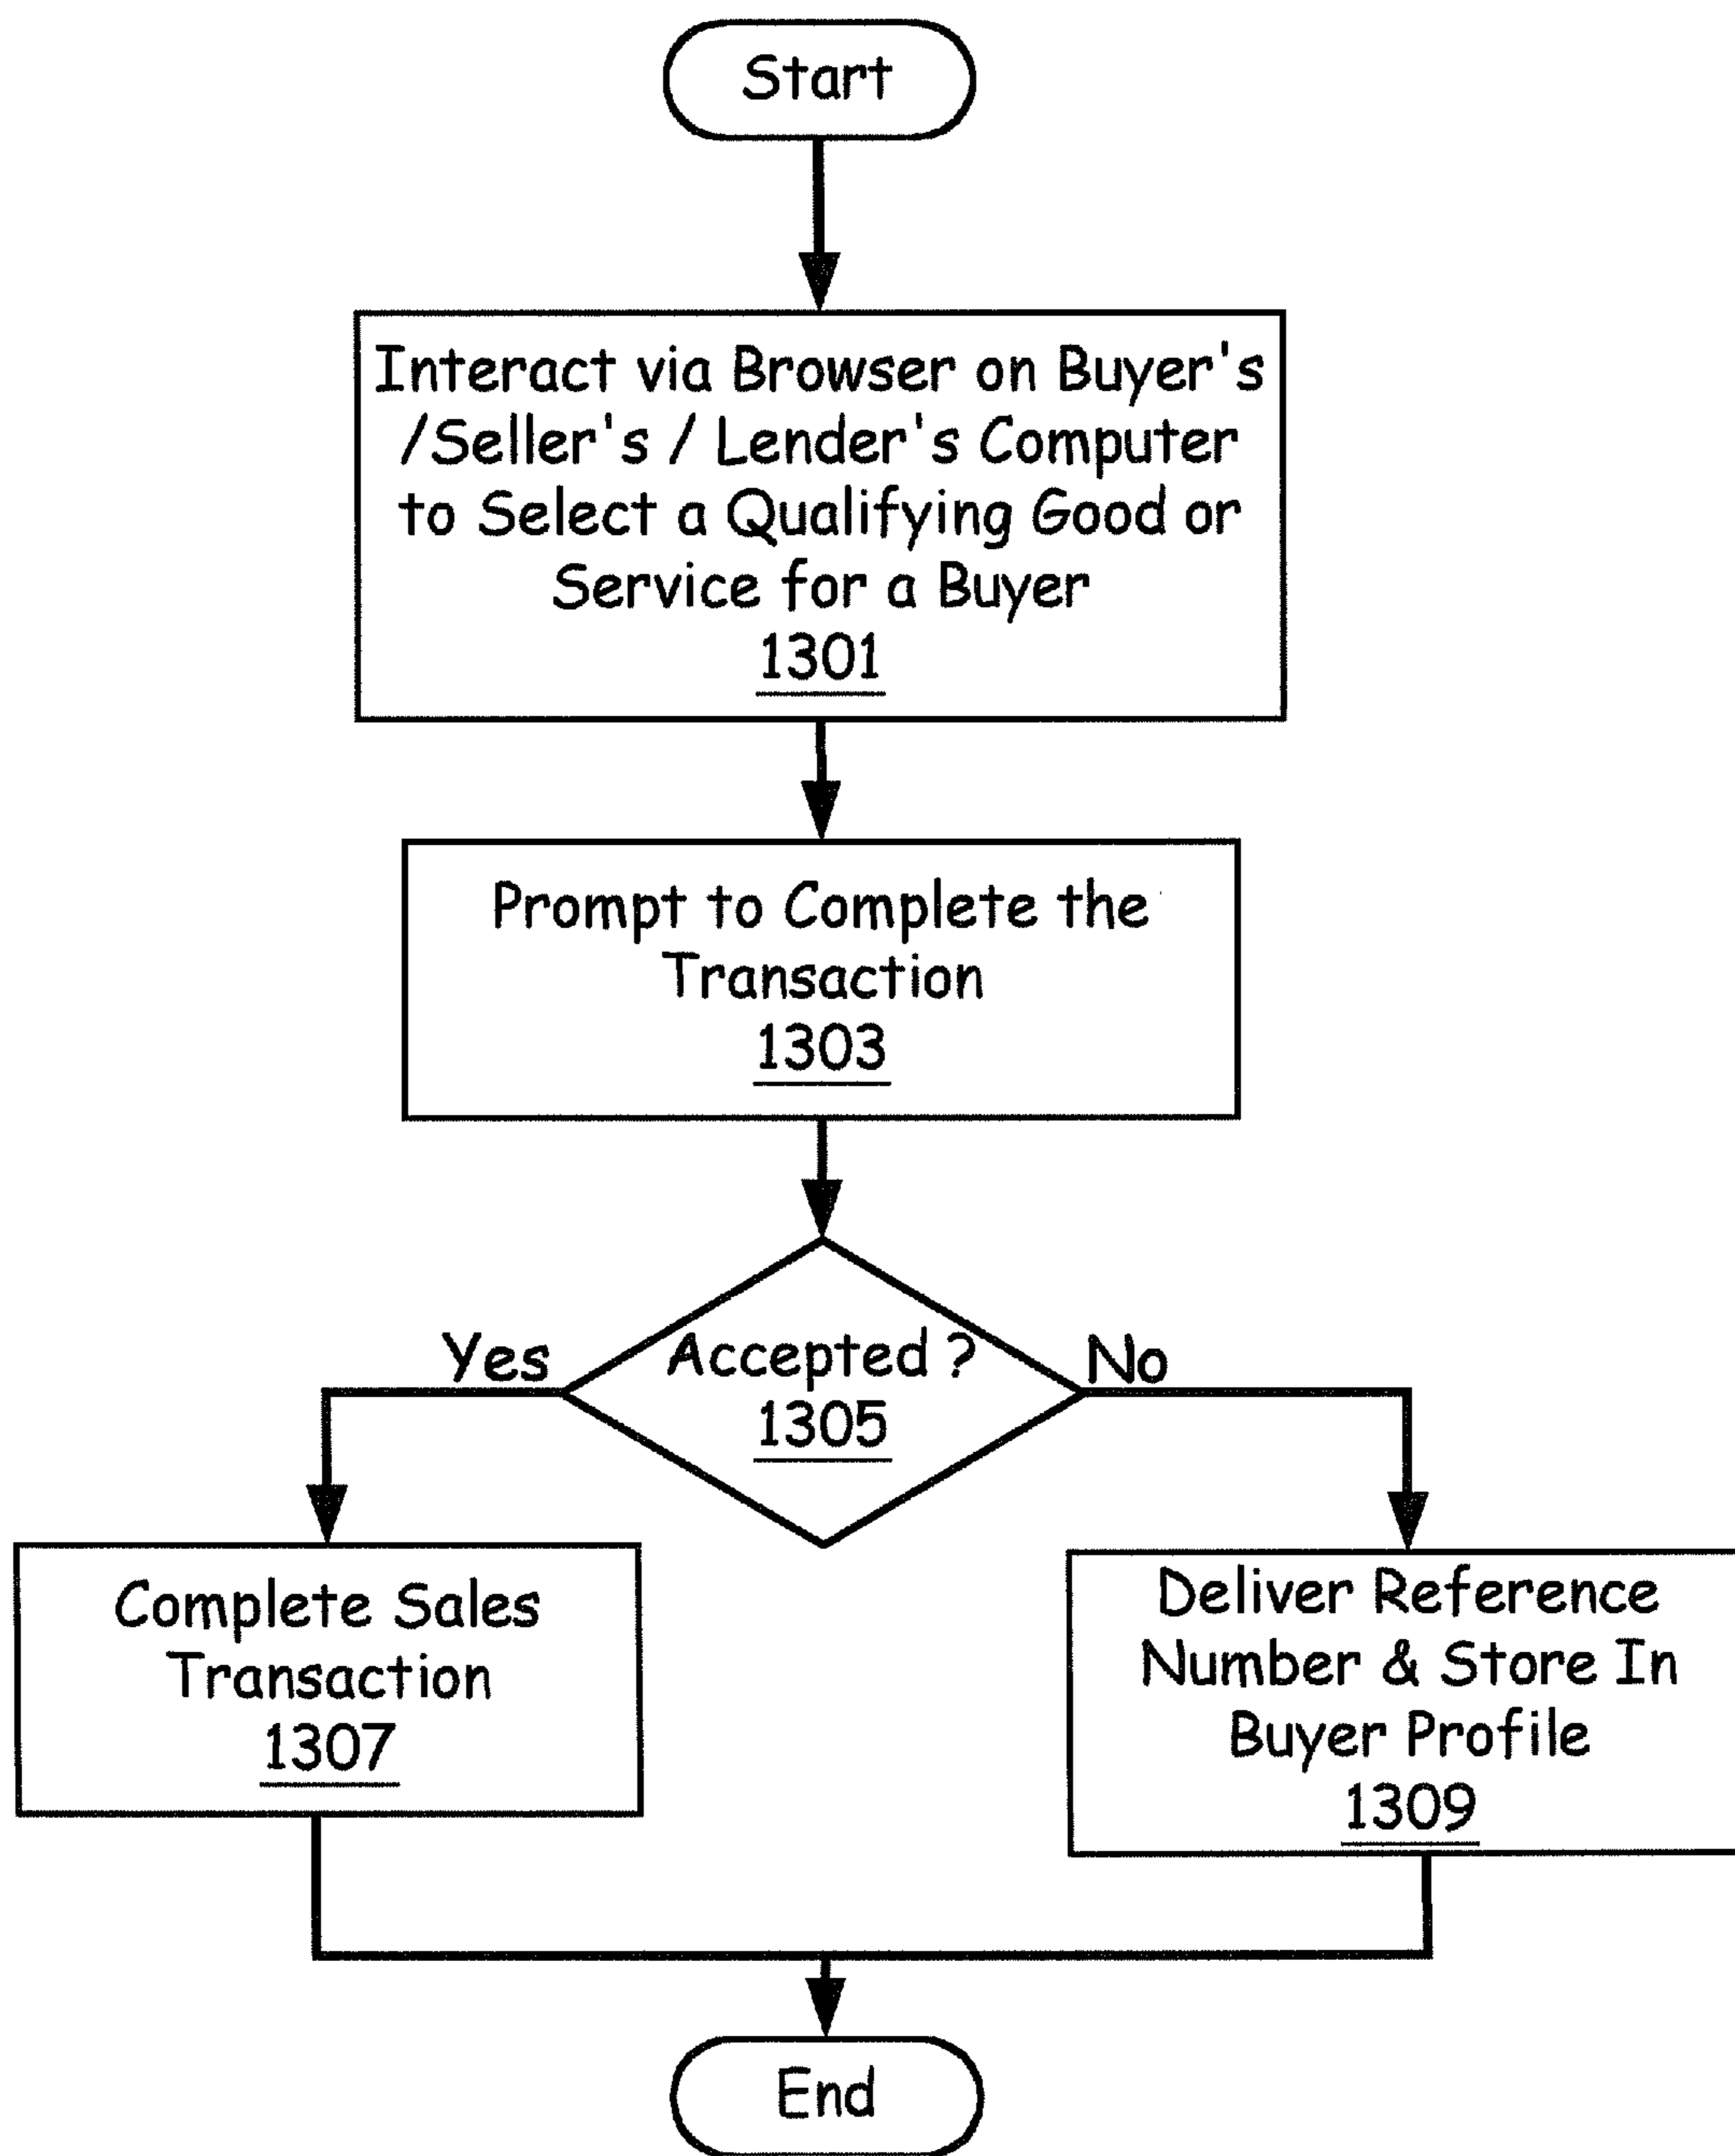 Start
Interact via Browser on Buyer's
/Seller's / Lender's Computer
to Select a Qualifying Good or
Service for a Buyer
1301
Prompt to Complete the
Transaction
1303
Yes
Accepted ?
No
1305
Complete Sales
Transaction
1307
Deliver Reference
Number & Store In
Buyer Profile
1309
End